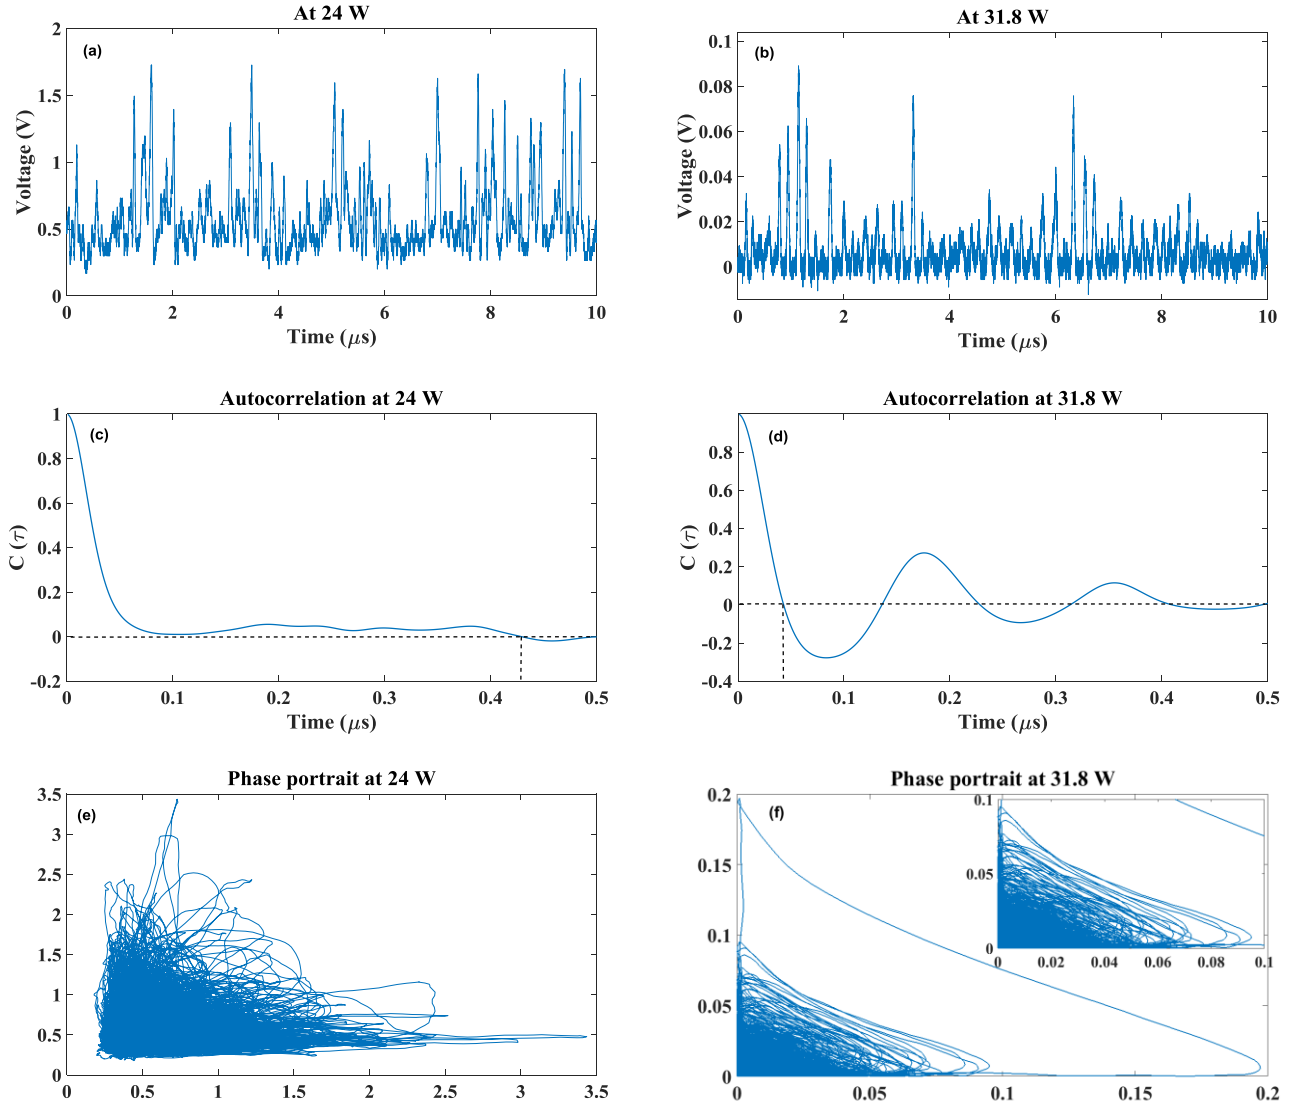 At 24 W
(a)
Voltage (V)
2
1.5
1
0.5
0
0 2 4 6 8 10
Time (μs)
At 31.8 W
(b)
Voltage (V)
0.1
0.08
0.06
0.04
0.02
0
0 2 4 6 8 10
Time (μs)
Autocorrelation at 24 W
(c)
C (τ)
1
0.8
0.6
0.4
0.2
0
-0.2
0 0.1 0.2 0.3 0.4 0.5
Time (μs)
Autocorrelation at 31.8 W
(d)
C (τ)
0.8
0.6
0.4
0.2
0
-0.2
-0.4
0 0.1 0.2 0.3 0.4 0.5
Time (μs)
Phase portrait at 24 W
(e)
3.5
3
2.5
2
1.5
1
0.5
0
0 0.5 1 1.5 2 2.5 3 3.5
Phase portrait at 31.8 W
(f)
0.2
0.15
0.1
0.05
0
0 0.05 0.1 0.15 0.2
0.1
0.05
0
0 0.02 0.04 0.06 0.08 0.1